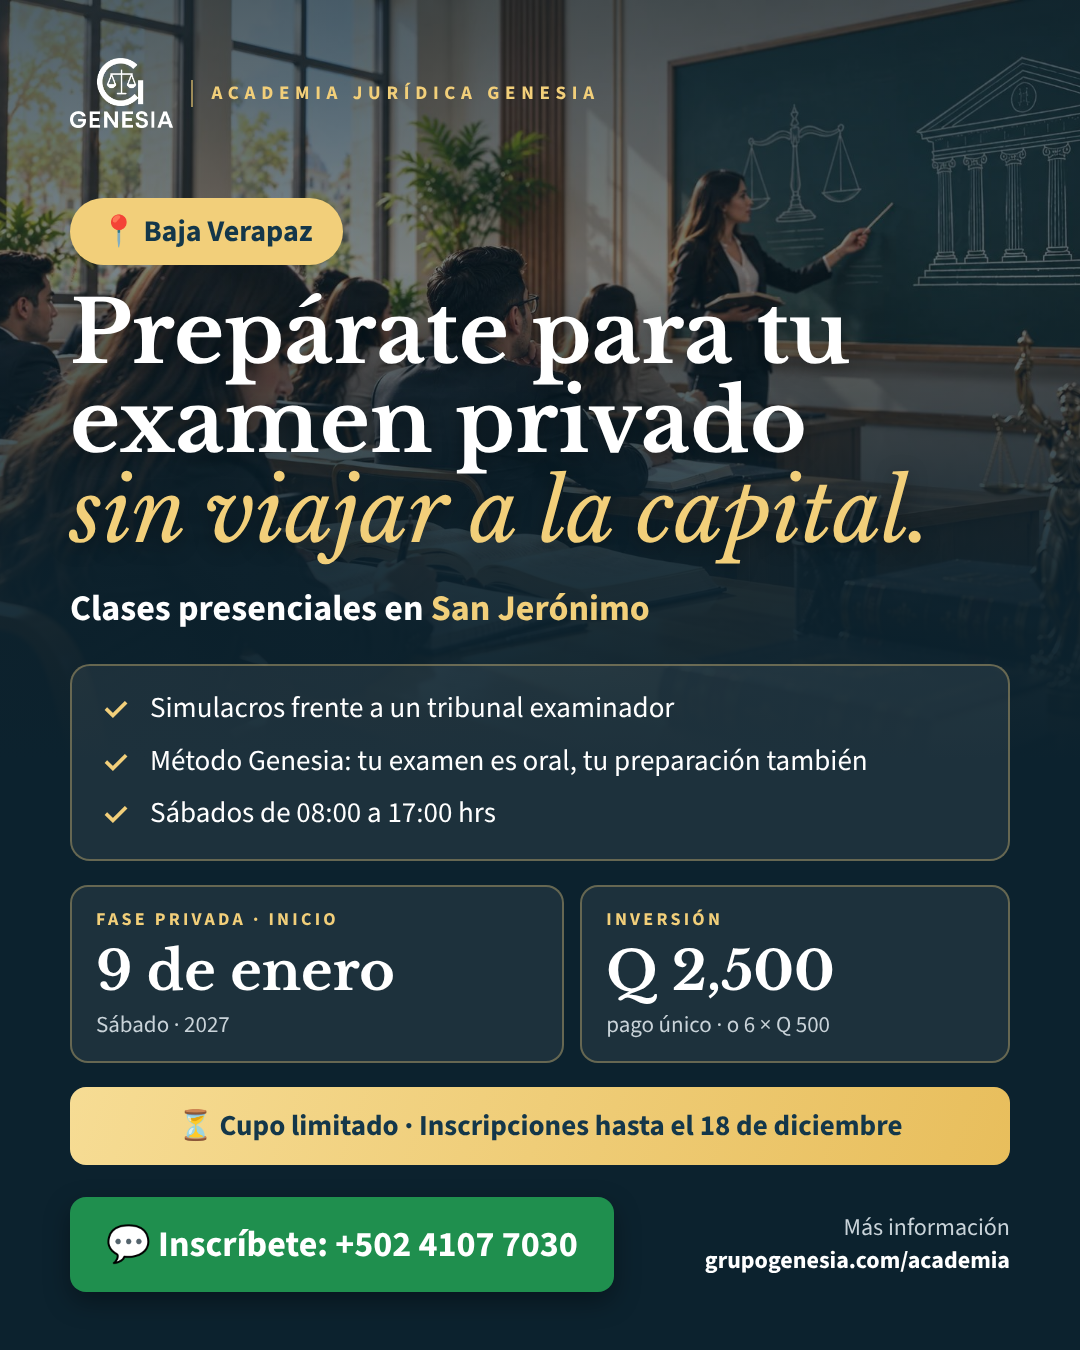 GENESIA
ACADEMIA JURÍDICA GENESIA
📍 Baja Verapaz
Prepárate para tu
examen privado
sin viajar a la capital.
Clases presenciales en San Jerónimo
Simulacros frente a un tribunal examinador
Método Genesia: tu examen es oral, tu preparación también
Sábados de 08:00 a 17:00 hrs
FASE PRIVADA · INICIO
9 de enero
Sábado · 2027
INVERSIÓN
Q 2,500
pago único · o 6 × Q 500
⏳ Cupo limitado · Inscripciones hasta el 18 de diciembre
💬 Inscríbete: +502 4107 7030
Más información
grupogenesia.com/academia